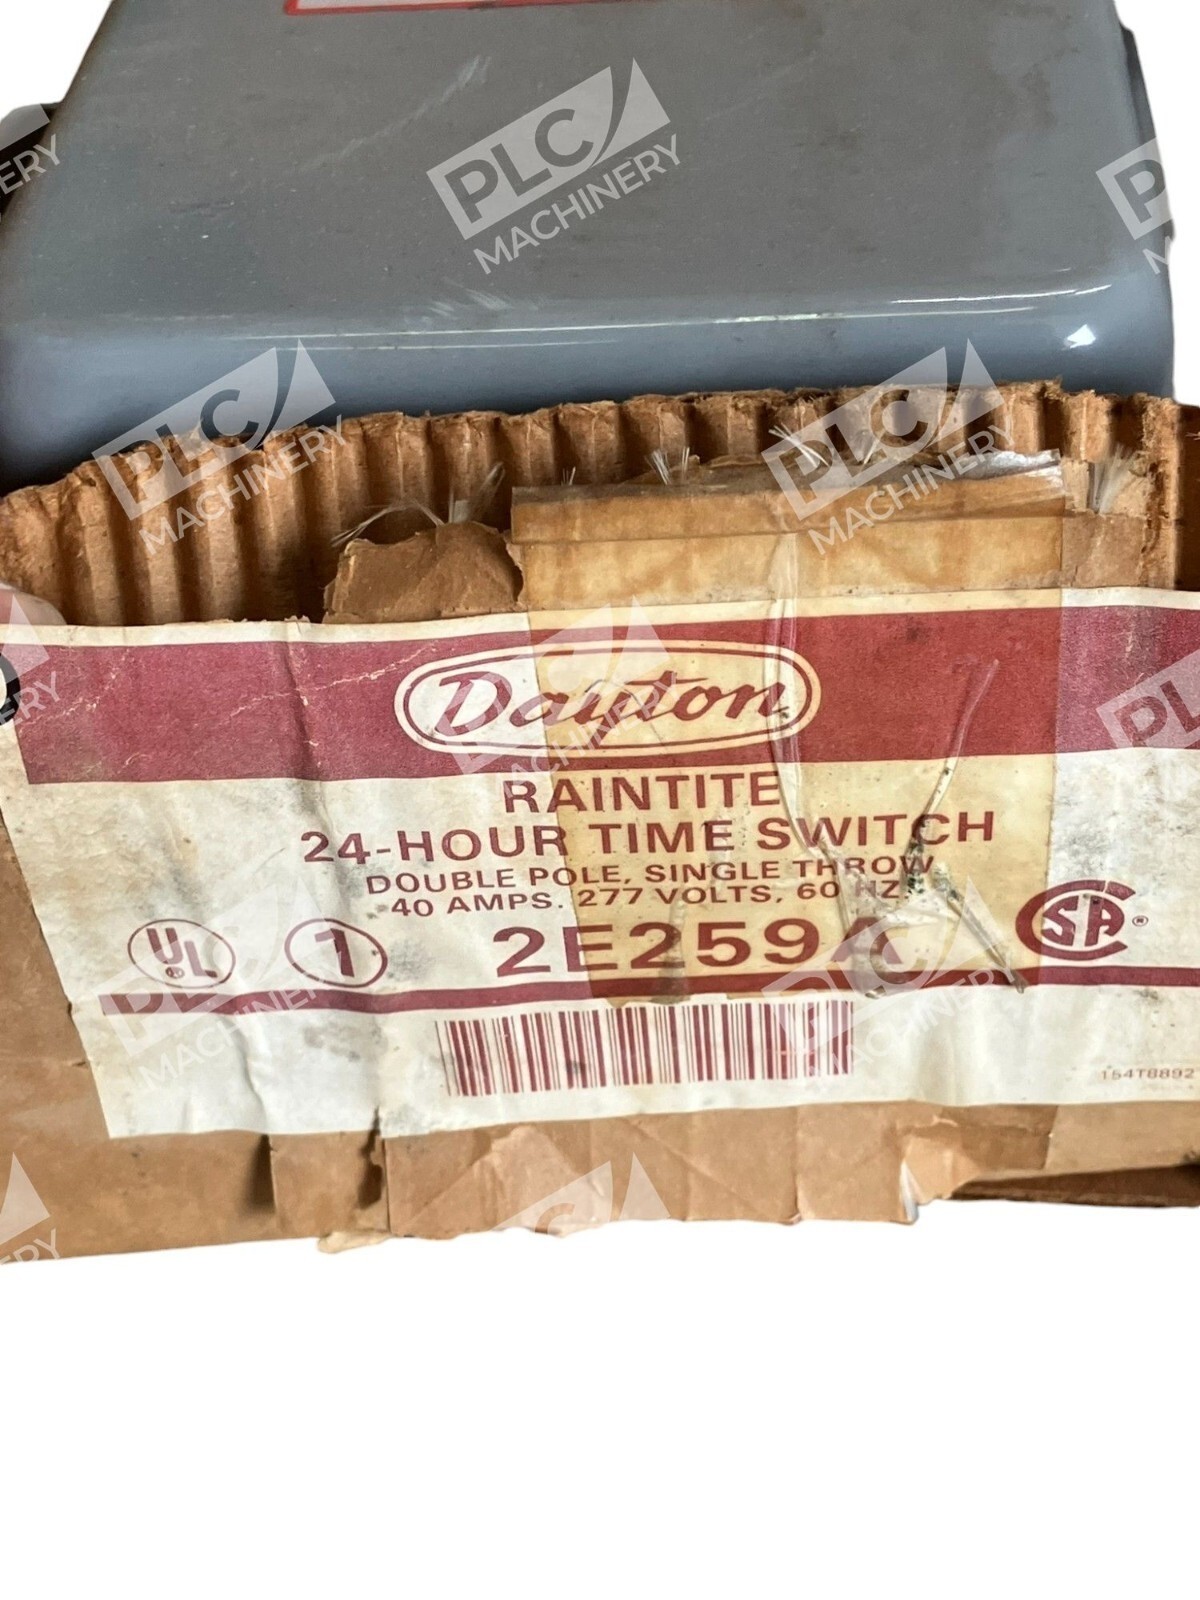 PLC
MACHINERY
Dayton
RAINTITE
24-HOUR TIME SWITCH
DOUBLE POLE, SINGLE THROW
40 AMPS. 277 VOLTS, 60 HZ.
UL ® 1 2E259A SA ®
154T8892